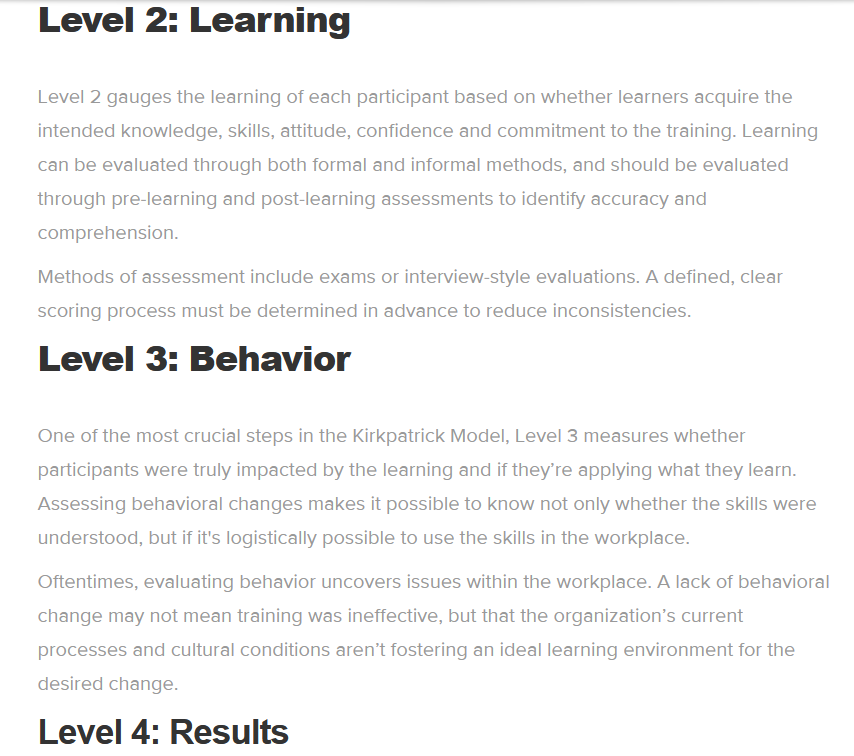 Level 2: Learning
Level 2 gauges the learning of each participant based on whether learners acquire the
intended knowledge, skills, attitude, confidence and commitment to the training. Learning
can be evaluated through both formal and informal methods, and should be evaluated
through pre-learning and post-learning assessments to identify accuracy and
comprehension.
Methods of assessment include exams or interview-style evaluations. A defined, clear
scoring process must be determined in advance to reduce inconsistencies.
Level 3: Behavior
One of the most crucial steps in the Kirkpatrick Model, Level 3 measures whether
participants were truly impacted by the learning and if they’re applying what they learn.
Assessing behavioral changes makes it possible to know not only whether the skills were
understood, but if it's logistically possible to use the skills in the workplace.
Oftentimes, evaluating behavior uncovers issues within the workplace. A lack of behavioral
change may not mean training was ineffective, but that the organization’s current
processes and cultural conditions aren’t fostering an ideal learning environment for the
desired change.
Level 4: Results